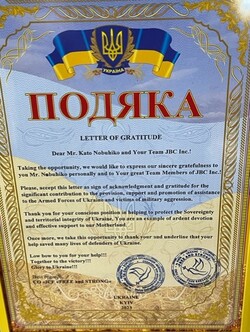 УКРАЇНА
ПОДЯКА
LETTER OF GRATITUDE
Dear Mr. Kato Nobuhiko and Your Team JBC Inc.!
Taking the opportunity, we would like to express our sincere gratefulness to
you Mr. Nobuhiko personally and to Your great Team Members of JBC Inc.!
Please, accept this letter as sign of acknowledgment and gratitude for the
significant contribution to the provision, support and promotion of assistance
to the Armed Forces of Ukraine and victims of military aggression.
Thank you for your conscious position in helping to protect the Sovereignty
and territorial integrity of Ukraine. You are an example of ardent devotion
and effective support to our Motherland.
Once more, we take this opportunity to thank your and underline that your
help saved many lives of defenders of Ukraine.
Low bow to you for your help!!!
Together to the victory!!!
Glory to Ukraine!!!
UKRAINE
KYIV